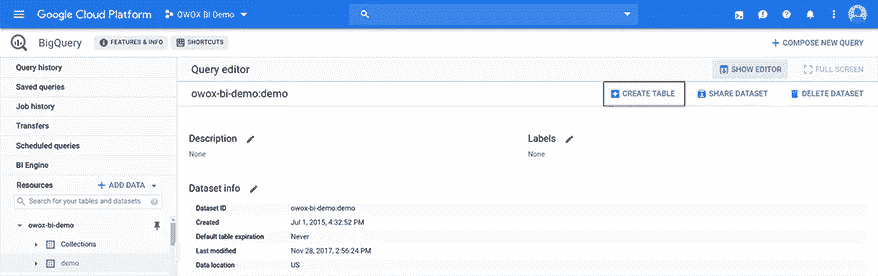 Google Cloud Platform OWOX BI Demo
BigQuery FEATURES & INFO SHORTCUTS + COMPOSE NEW QUERY
Query history
Saved queries
Job history
Transfers
Scheduled queries
BI Engine
Resources + ADD DATA
Search for your tables and datasets
owox-bi-demo
Collections
demo
Query editor SHOW EDITOR FULL SCREEN
owox-bi-demo:demo CREATE TABLE SHARE DATASET DELETE DATASET
Description Labels
None None
Dataset info
Dataset ID owox-bi-demo:demo
Created Jul 1, 2015, 4:32:52 PM
Default table expiration Never
Last modified Nov 28, 2017, 2:56:24 PM
Data location US